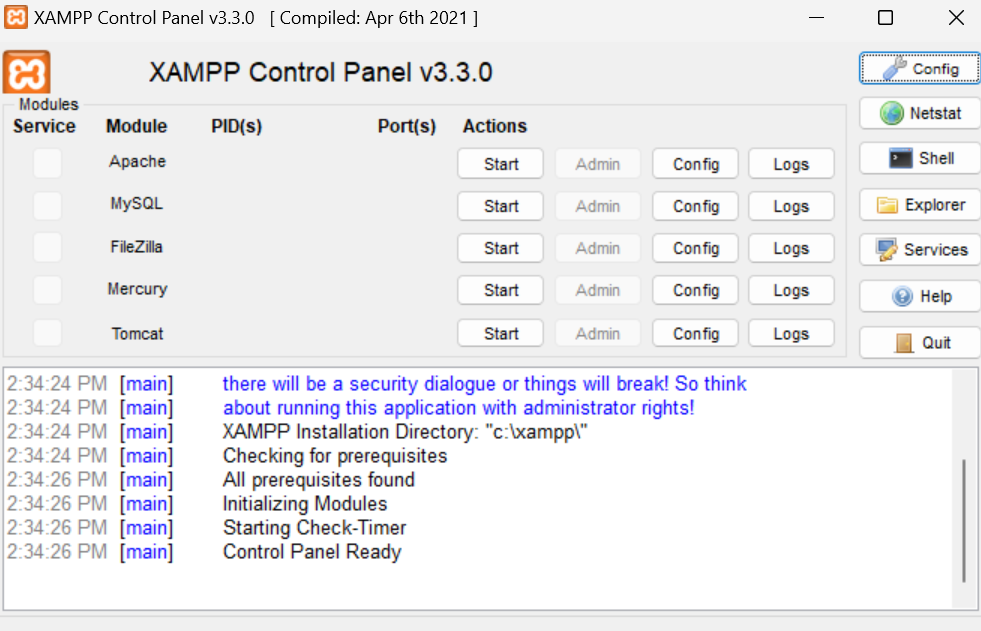 XAMPP Control Panel v3.3.0 [ Compiled: Apr 6th 2021 ]
XAMPP Control Panel v3.3.0
Config
Modules
Service Module PID(s) Port(s) Actions
Netstat
Apache Start Admin Config Logs
Shell
MySQL Start Admin Config Logs
Explorer
FileZilla Start Admin Config Logs
Services
Mercury Start Admin Config Logs
Help
Tomcat Start Admin Config Logs
Quit
2:34:24 PM [main] there will be a security dialogue or things will break! So think
2:34:24 PM [main] about running this application with administrator rights!
2:34:24 PM [main] XAMPP Installation Directory: "c:\xampp\"
2:34:24 PM [main] Checking for prerequisites
2:34:26 PM [main] All prerequisites found
2:34:26 PM [main] Initializing Modules
2:34:26 PM [main] Starting Check-Timer
2:34:26 PM [main] Control Panel Ready